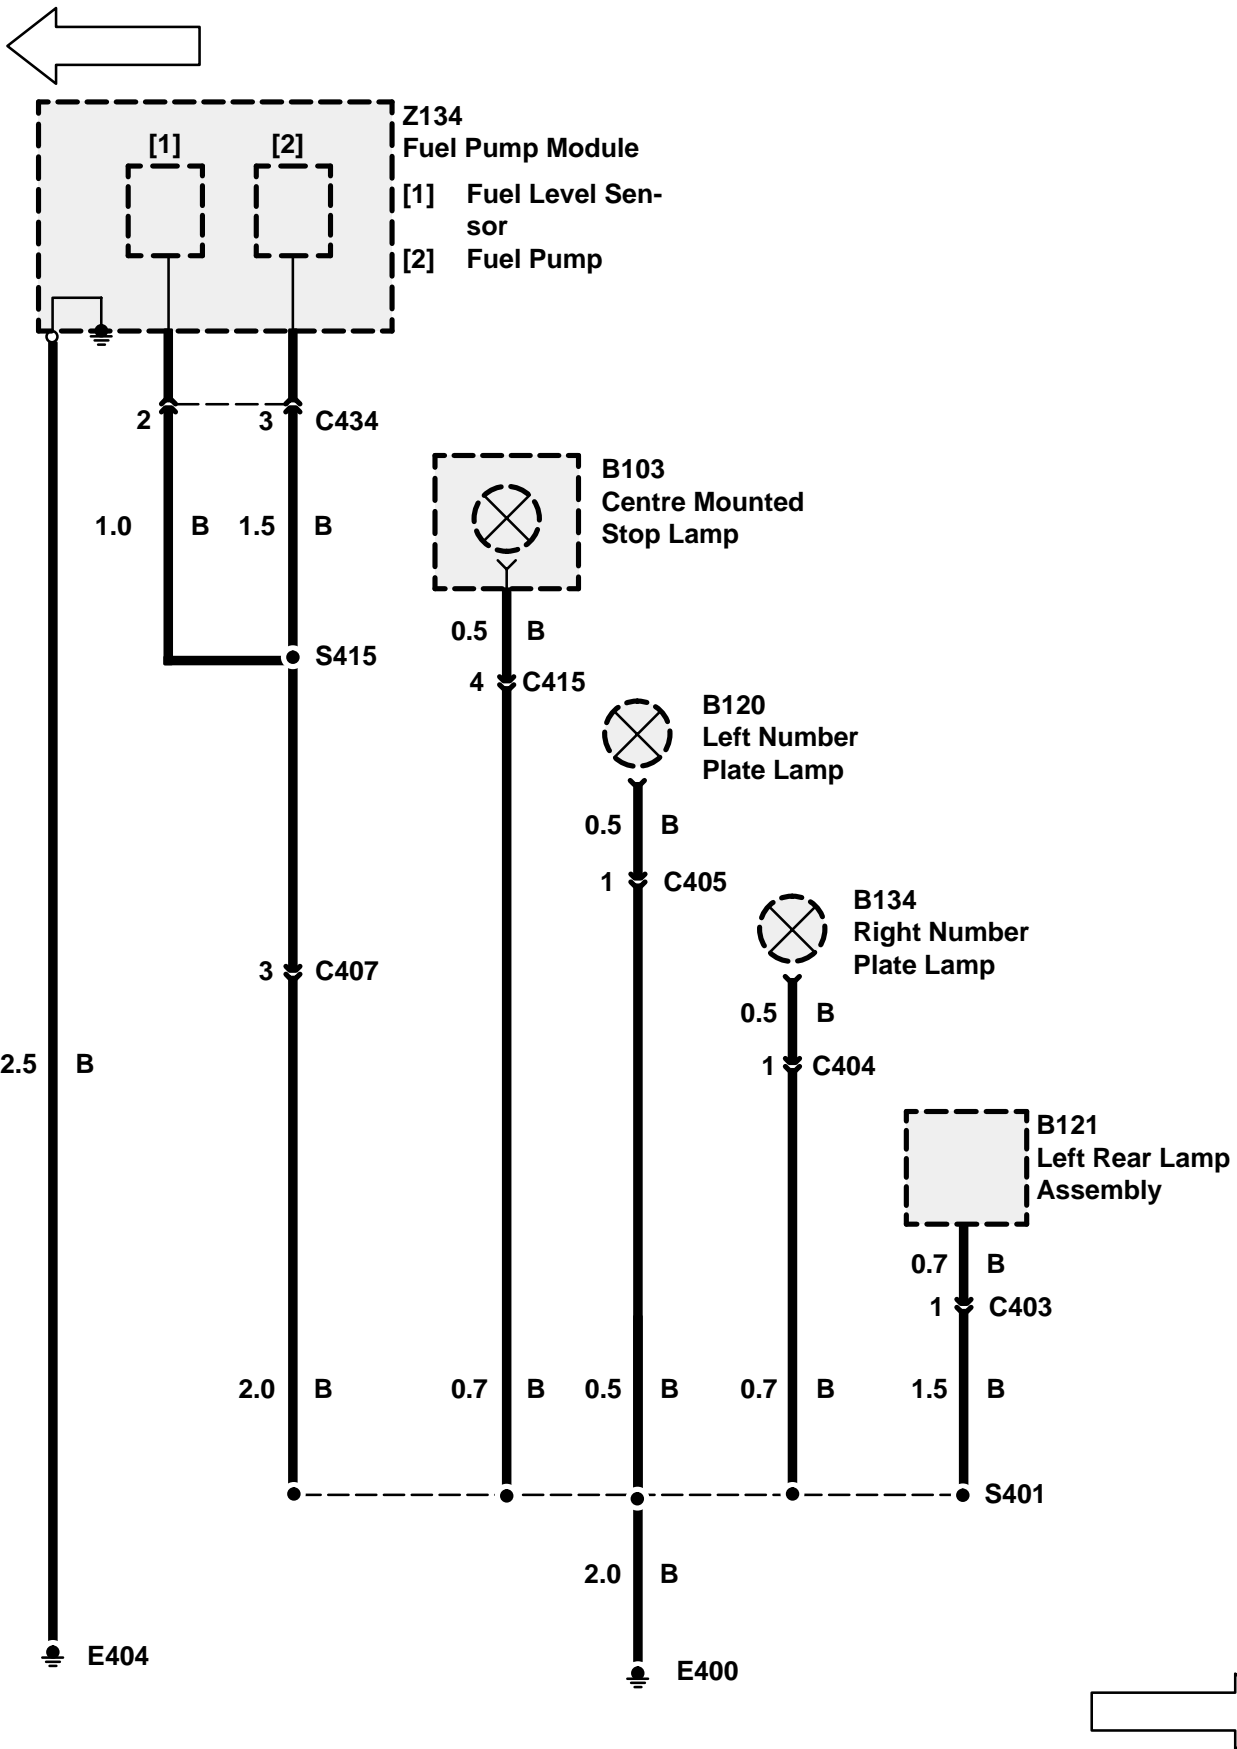 Z134
[1] [2]
Fuel Pump Module
[1] Fuel Level Sen-
sor
[2] Fuel Pump
2 3 C434
B103
Centre Mounted
Stop Lamp
1.0 B 1.5 B
0.5 B
S415
4 C415
B120
Left Number
Plate Lamp
0.5 B
1 C405
B134
Right Number
Plate Lamp
3 C407
0.5 B
2.5 B
1 C404
B121
Left Rear Lamp
Assembly
0.7 B
1 C403
2.0 B 0.7 B 0.5 B 0.7 B 1.5 B
S401
2.0 B
E404
E400